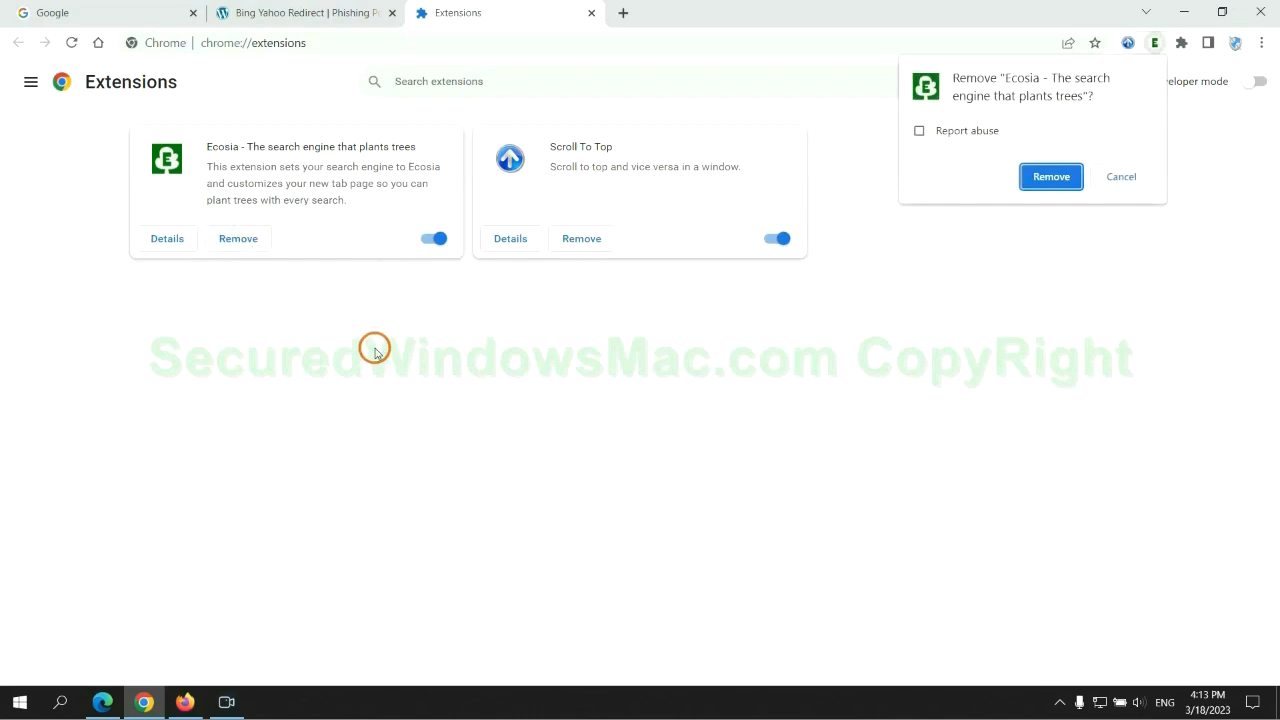 Google
Bing Yahoo Redirect | Phishing P
Extensions
Chrome | chrome://extensions
Extensions
Search extensions
veloper mode
Remove "Ecosia - The search
engine that plants trees"?
Report abuse
Remove
Cancel
Ecosia - The search engine that plants trees
This extension sets your search engine to Ecosia
and customizes your new tab page so you can
plant trees with every search.
Details
Remove
Scroll To Top
Scroll to top and vice versa in a window.
Details
Remove
SecuredWindowsMac.com CopyRight
ENG
4:13 PM
3/18/2023